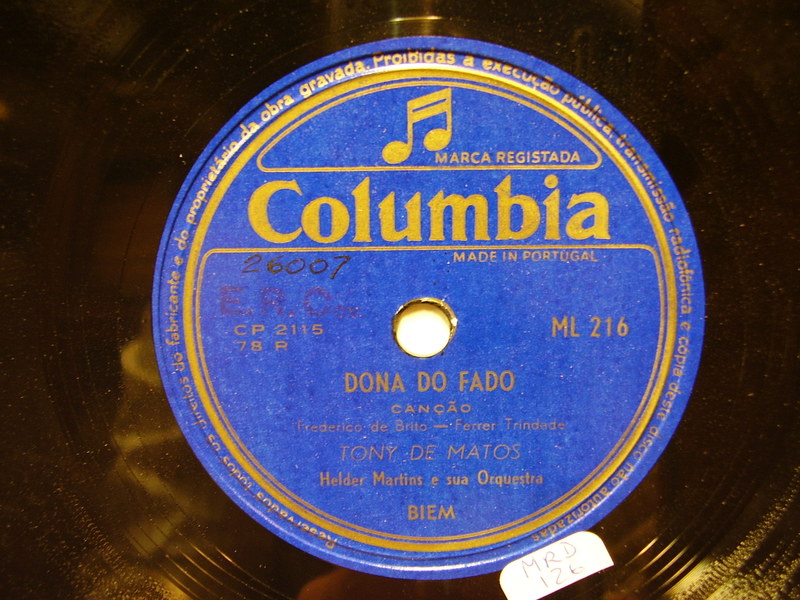 Reservados todos os direitos do fabricante e do proprietário da obra gravada. Proibidas a execução pública, transmissão radiofónica e cópia deste disco não autorizadas
MARCA REGISTADA
Columbia
MADE IN PORTUGAL
26007
E.R.C
CP 2115
78 R
ML 216
DONA DO FADO
CANÇÃO
Frederico de Brito — Ferrer Trindade
TONY DE MATOS
Helder Martins e sua Orquestra
BIEM
MRD
126